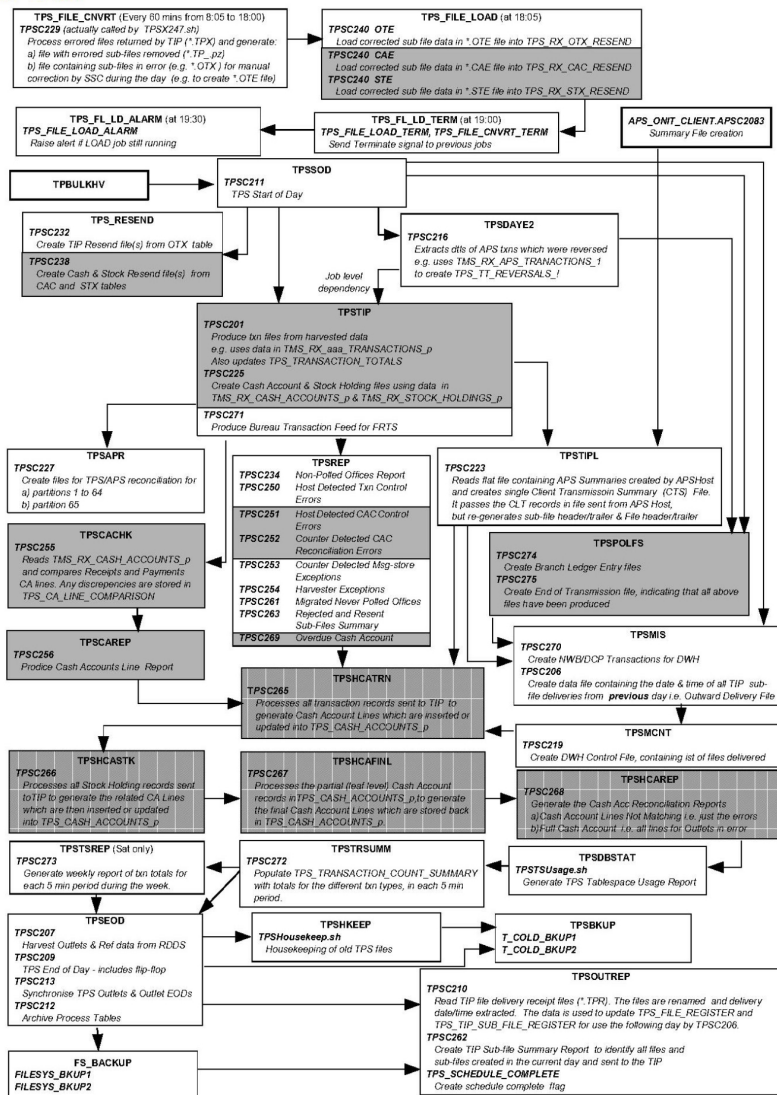 TPS_FILE_CNVRT (Every 60 mins from 8:05 to 18:00)
TPSC229 (actually called by TPSX247.sh)
Process errored files returned by TIP (*.TPX) and generate:
a) file with errored sub-files removed (*.TP_.pz)
b) file containing sub-files in error (e.g. *.OTX ) for manual
correction by SSC during the day (e.g. to create *.OTE file)
TPS_FILE_LOAD (at 18:05)
TPSC240 OTE
Load corrected sub file data in *.OTE file into TPS_RX_OTX_RESEND
TPSC240 CAE
Load corrected sub file data in *.CAE file into TPS_RX_CAC_RESEND
TPSC240 STE
Load corrected sub file data in *.STE file into TPS_RX_STX_RESEND
TPS_FL_LD_ALARM (at 19:30)
TPS_FILE_LOAD_ALARM
Raise alert if LOAD job still running
TPS_FL_LD_TERM (at 19:00)
TPS_FILE_LOAD_TERM, TPS_FILE_CNVRT_TERM
Send Terminate signal to previous jobs
APS_ONIT_CLIENT.APSC2083
Summary File creation
TPBULKHV
TPSSOD
TPSC211
TPS Start of Day
TPS_RESEND
TPSC232
Create TIP Resend file(s) from OTX table
TPSC238
Create Cash & Stock Resend file(s) from
CAC and STX tables
TPSDAYE2
TPSC216
Extracts dtls of APS txns which were reversed
e.g. uses TMS_RX_APS_TRANACTIONS_1
to create TPS_TT_REVERSALS_!
Job level
dependency
TPSTIP
TPSC201
Produce txn files from harvested data
e.g. uses data in TMS_RX_aaa_TRANSACTIONS_p
Also updates TPS_TRANSACTION_TOTALS
TPSC225
Create Cash Account & Stock Holding files using data in
TMS_RX_CASH_ACCOUNTS_p & TMS_RX_STOCK_HOLDINGS_p
TPSC271
Produce Bureau Transaction Feed for FRTS
TPSAPR
TPSC227
Create files for TPS/APS reconciliation for
a) partitions 1 to 64
b) partition 65
TPSREP
TPSC234 Non-Polled Offices Report
TPSC250 Host Detected Txn Control
Errors
TPSC251 Host Detected CAC Control
Errors
TPSC252 Counter Detected CAC
Reconciliation Errors
TPSC253 Counter Detected Msg-store
Exceptions
TPSC254 Harvester Exceptions
TPSC261 Migrated Never Polled Offices
TPSC263 Rejected and Resent
Sub-Files Summary
TPSC269 Overdue Cash Account
TPSTIPL
TPSC223
Reads flat file containing APS Summaries created by APSHost
and creates single Client Transmissoin Summary (CTS) File.
It passes the CLT records in file sent from APS Host,
but re-generates sub-file header/trailer & File header/trailer
TPSCACHK
TPSC255
Reads TMS_RX_CASH_ACCOUNTS_p
and compares Receipts and Payments
CA lines. Any discrepencies are stored in
TPS_CA_LINE_COMPARISON
TPSPOLFS
TPSC274
Create Branch Ledger Entry files
TPSC275
Create End of Transmission file, indicating that all above
files have been produced
TPSCAREP
TPSC256
Prodice Cash Accounts Line Report
TPSMIS
TPSC270
Create NWB/DCP Transactions for DWH
TPSC206
Create data file containing the date & time of all TIP sub-
file deliveries from previous day i.e. Outward Delivery File
TPSHCATRN
TPSC265
Processes all transaction records sent to TIP to
generate Cash Account Lines which are inserted or
updated into TPS_CASH_ACCOUNTS_p
TPSMCNT
TPSC219
Create DWH Control File, containing ist of files delivered
TPSHCASTK
TPSC266
Processes all Stock Holding records sent
toTIP to generate the related CA Lines
which are then inserted or updated
into TPS_CASH_ACCOUNTS_p
TPSHCAFINL
TPSC267
Processes the partial (leaf level) Cash Account
records inTPS_CASH_ACCOUNTS_p,to generate
the final Cash Account Lines which are stored back
in TPS_CASH_ACCOUNTS_p.
TPSHCAREP
TPSC268
Generate the Cash Acc Reconciliation Reports
a)Cash Account Lines Not Matching i.e. just the errors
b)Full Cash Account i.e. all lines for Outlets in error
TPSTSREP (Sat only)
TPSC273
Generate weekly report of txn totals for
each 5 min period during the week.
TPSTRSUMM
TPSC272
Populate TPS_TRANSACTION_COUNT_SUMMARY
with totals for the different txn types, in each 5 min
period.
TPSDBSTAT
TPSTSUsage.sh
Generate TPS Tablespace Usage Report
TPSEOD
TPSC207
Harvest Outlets & Ref data from RDDS
TPSC209
TPS End of Day - includes flip-flop
TPSC213
Synchronise TPS Outlets & Outlet EODs
TPSC212
Archive Process Tables
TPSHKEEP
TPSHousekeep.sh
Housekeeping of old TPS files
TPSBKUP
T_COLD_BKUP1
T_COLD_BKUP2
TPSOUTREP
TPSC210
Read TIP file delivery receipt files (*.TPR). The files are renamed and delivery
date/time extracted. The data is used to update TPS_FILE_REGISTER and
TPS_TIP_SUB_FILE_REGISTER for use the following day by TPSC206.
TPSC262
Create TIP Sub-file Summary Report to identify all files and
sub-files created in the current day and sent to the TIP
TPS_SCHEDULE_COMPLETE
Create schedule complete flag
FS_BACKUP
FILESYS_BKUP1
FILESYS_BKUP2